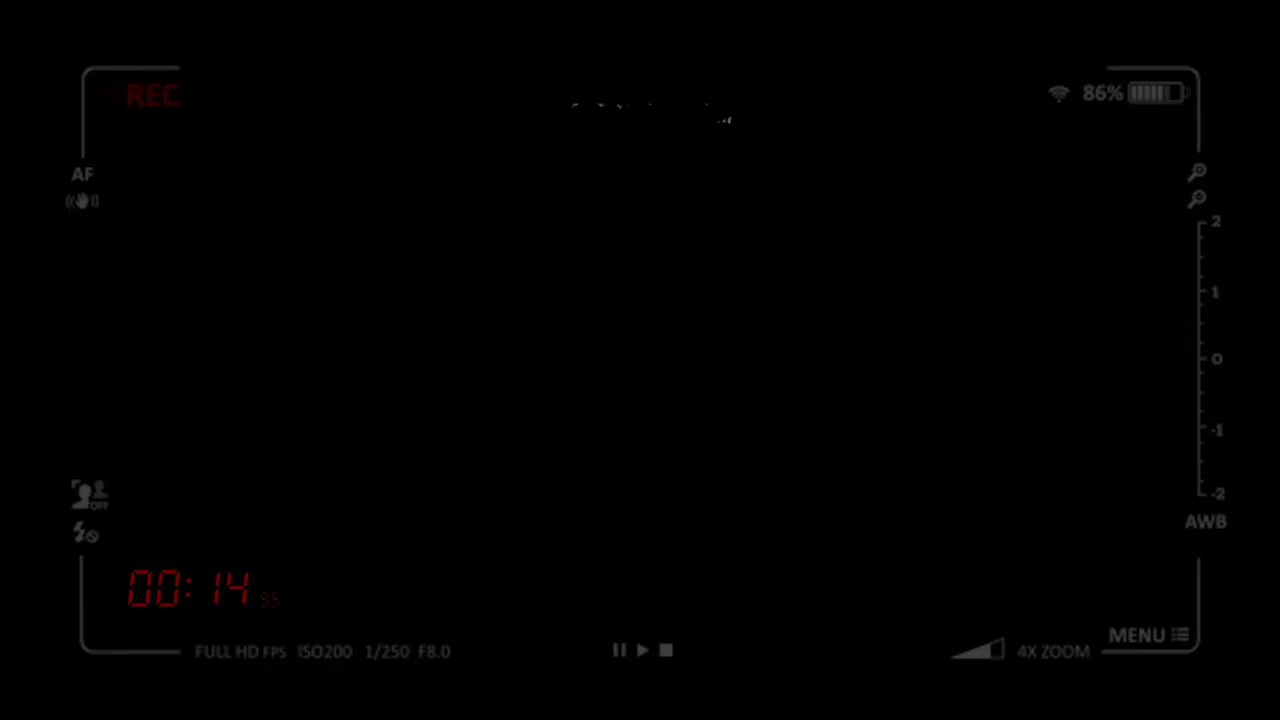 REC
86%
AF
2
1
0
-1
-2
OFF
AWB
00:14
MENU
FULL HD FPS ISO200 1/250 F8.0
4X ZOOM